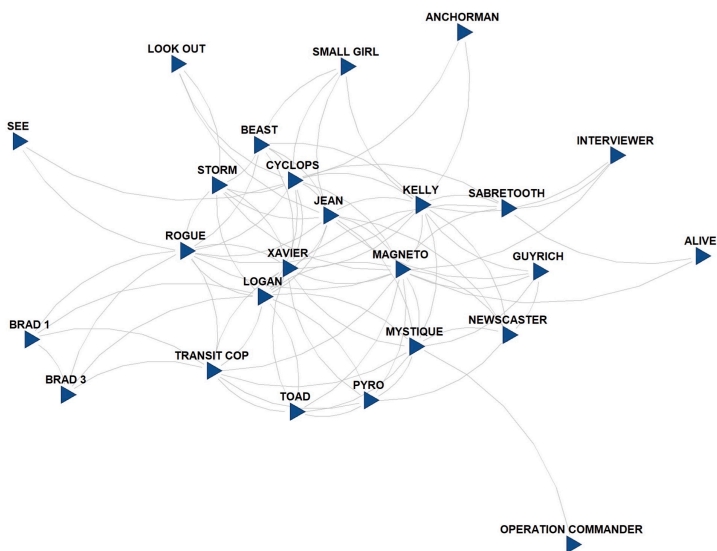 ANCHORMAN
LOOK OUT
SMALL GIRL
SEE
BEAST
INTERVIEWER
CYCLOPS
STORM
KELLY
SABRETOOTH
JEAN
ROGUE
XAVIER
MAGNETO
ALIVE
GUYRICH
LOGAN
BRAD 1
NEWSCASTER
MYSTIQUE
TRANSIT COP
BRAD 3
PYRO
TOAD
OPERATION COMMANDER